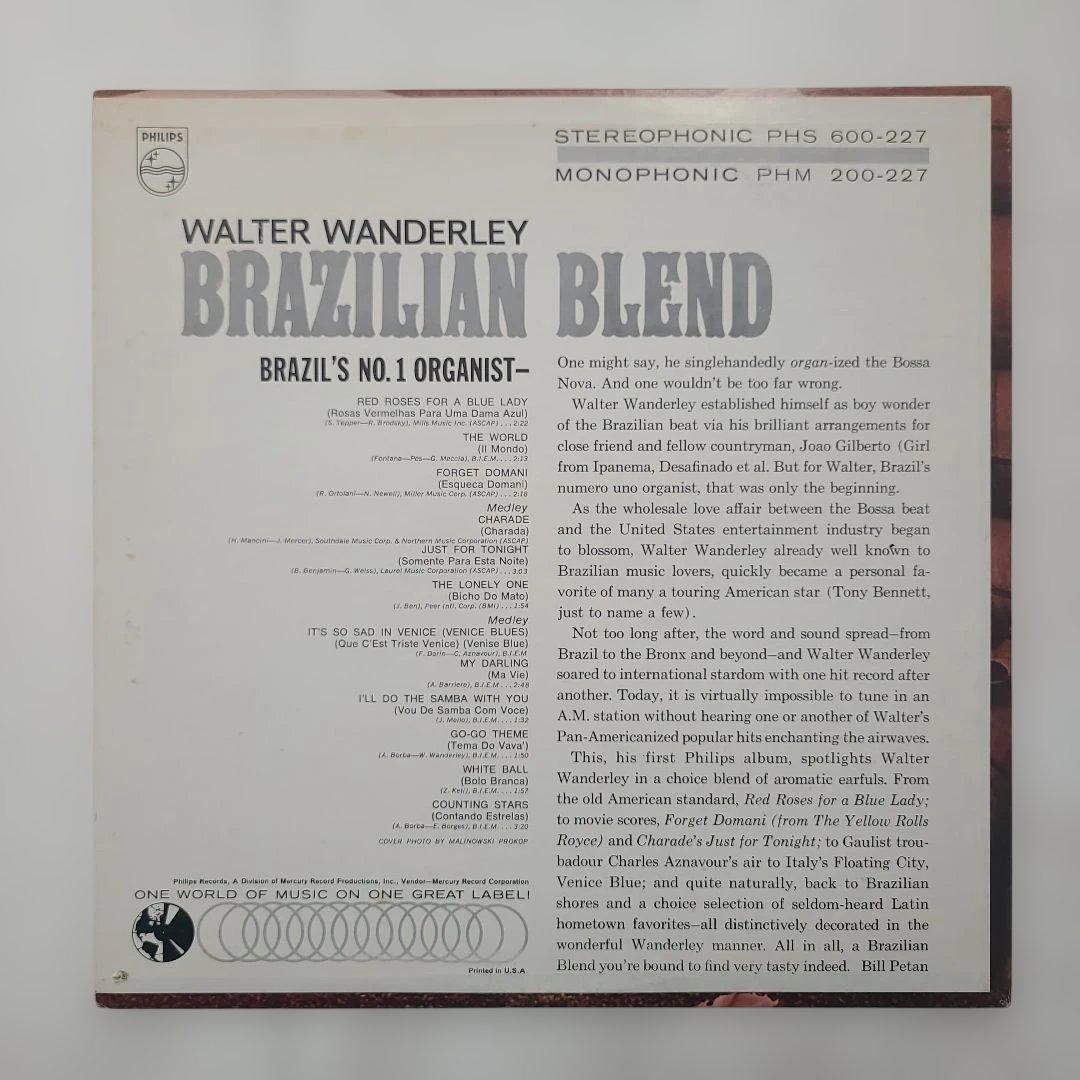 PHILIPS
STEREOPHONIC PHS 600-227
MONOPHONIC PHM 200-227
WALTER WANDERLEY
BRAZILIAN BLEND
BRAZIL'S NO. 1 ORGANIST—
RED ROSES FOR A BLUE LADY
(Rosas Vermelhas Para Uma Dama Azul)
(S. Tepper—R. Brodsky), Mills Music Inc. (ASCAP) . . . 2:22
THE WORLD
(Il Mondo)
(Fontana—Pes—G. Meccia), B.I.E.M. . . . 2:13
FORGET DOMANI
(Esqueca Domani)
(R. Ortolani—N. Newell), Miller Music Corp. (ASCAP) . . . 2:18
Medley
CHARADE
(Charada)
(H. Mancini—J. Mercer), Southdale Music Corp. & Northern Music Corporation (ASCAP)
JUST FOR TONIGHT
(Somente Para Esta Noite)
(B. Benjamin—G. Weiss), Laurel Music Corporation (ASCAP) . . . 3:03
THE LONELY ONE
(Bicho Do Mato)
(J. Ben), Peer Intl. Corp. (BMI) . . . 1:54
Medley
IT'S SO SAD IN VENICE (VENICE BLUES)
(Que C'Est Triste Venice) (Venise Blue)
(F. Dorin—C. Aznavour), B.I.E.M
MY DARLING
(Ma Vie)
(A. Barriere), B.I.E.M . . . 2:48
I'LL DO THE SAMBA WITH YOU
(Vou De Samba Com Voce)
(J. Mello), B.I.E.M. . . . 1:32
GO-GO THEME
(Tema Do Vava')
(A. Borba—W. Wanderley), B.I.E.M. . . . 1:50
WHITE BALL
(Bolo Branca)
(Z. Keti), B.I.E.M. . . . 1:57
COUNTING STARS
(Contando Estrelas)
(A. Borba—E. Borges), B.I.E.M. . . . 3:20
COVER PHOTO BY MALINOWSKI PROKOP
Philips Records, A Division of Mercury Record Productions, Inc., Vendor—Mercury Record Corporation
ONE WORLD OF MUSIC ON ONE GREAT LABEL!
Printed in U.S.A.
One might say, he singlehandedly organ-ized the Bossa
Nova. And one wouldn't be too far wrong.
Walter Wanderley established himself as boy wonder
of the Brazilian beat via his brilliant arrangements for
close friend and fellow countryman, Joao Gilberto (Girl
from Ipanema, Desafinado et al. But for Walter, Brazil's
numero uno organist, that was only the beginning.
As the wholesale love affair between the Bossa beat
and the United States entertainment industry began
to blossom, Walter Wanderley already well known to
Brazilian music lovers, quickly became a personal fa-
vorite of many a touring American star (Tony Bennett,
just to name a few).
Not too long after, the word and sound spread—from
Brazil to the Bronx and beyond—and Walter Wanderley
soared to international stardom with one hit record after
another. Today, it is virtually impossible to tune in an
A.M. station without hearing one or another of Walter's
Pan-Americanized popular hits enchanting the airwaves.
This, his first Philips album, spotlights Walter
Wanderley in a choice blend of aromatic earfuls. From
the old American standard, Red Roses for a Blue Lady;
to movie scores, Forget Domani (from The Yellow Rolls
Royce) and Charade's Just for Tonight; to Gaulist trou-
badour Charles Aznavour's air to Italy's Floating City,
Venice Blue; and quite naturally, back to Brazilian
shores and a choice selection of seldom-heard Latin
hometown favorites—all distinctively decorated in the
wonderful Wanderley manner. All in all, a Brazilian
Blend you're bound to find very tasty indeed. Bill Petan